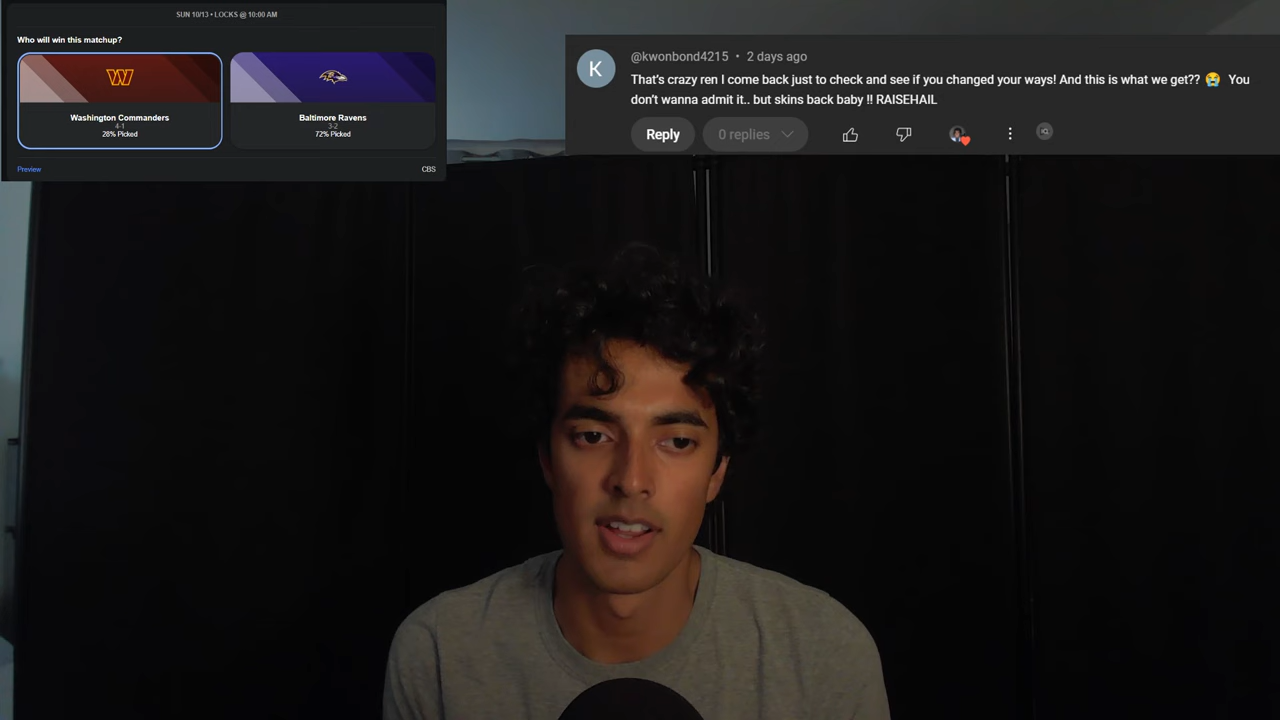 SUN 10/13 • LOCKS @ 10:00 AM
Who will win this matchup?
Washington Commanders
4-1
28% Picked
Baltimore Ravens
3-2
72% Picked
Preview
CBS
K
@kwonbond4215 • 2 days ago
That's crazy ren I come back just to check and see if you changed your ways! And this is what we get?? 😭 You
don't wanna admit it.. but skins back baby !! RAISEHAIL
Reply
0 replies